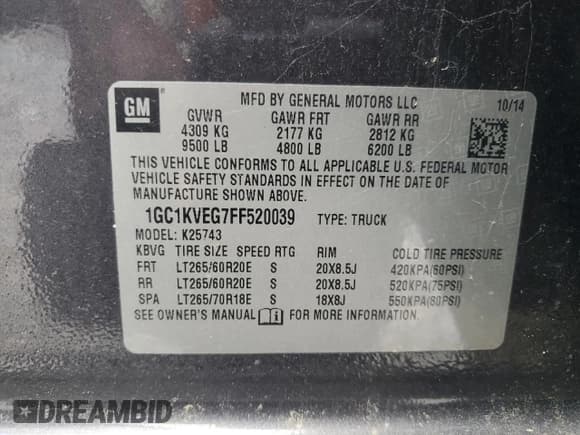 GM
MFD BY GENERAL MOTORS LLC
10/14
GVWR GAWR FRT GAWR RR
4309 KG 2177 KG 2812 KG
9500 LB 4800 LB 6200 LB
THIS VEHICLE CONFORMS TO ALL APPLICABLE U.S. FEDERAL MOTOR
VEHICLE SAFETY STANDARDS IN EFFECT ON THE DATE OF
MANUFACTURE SHOWN ABOVE.
1GC1KVEG7FF520039 TYPE: TRUCK
MODEL: K25743
KBVG TIRE SIZE SPEED RTG RIM COLD TIRE PRESSURE
FRT LT265/60R20E S 20X8.5J 420KPA(60PSI)
RR LT265/60R20E S 20X8.5J 520KPA(75PSI)
SPA LT265/70R18E S 18X8J 550KPA(80PSI)
SEE OWNER'S MANUAL i FOR MORE INFORMATION.
DREAMBID